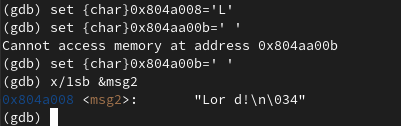 (gdb) set {char}0x804a008='L'
(gdb) set {char}0x804aa00b=' '
Cannot access memory at address 0x804aa00b
(gdb) set {char}0x804a00b=' '
(gdb) x/1sb &msg2
0x804a008 <msg2>:        "Lor d!\n\034"
(gdb)